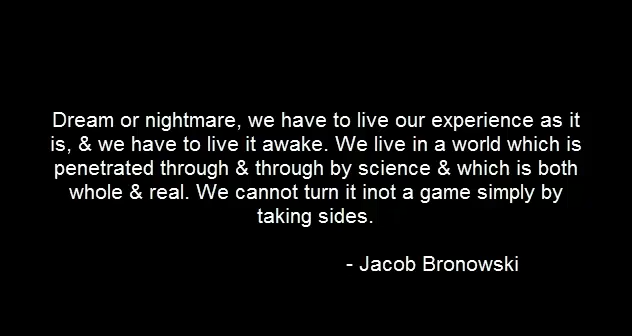 Dream or nightmare, we have to live our experience as it
is, & we have to live it awake. We live in a world which is
penetrated through & through by science & which is both
whole & real. We cannot turn it inot a game simply by
taking sides.
- Jacob Bronowski